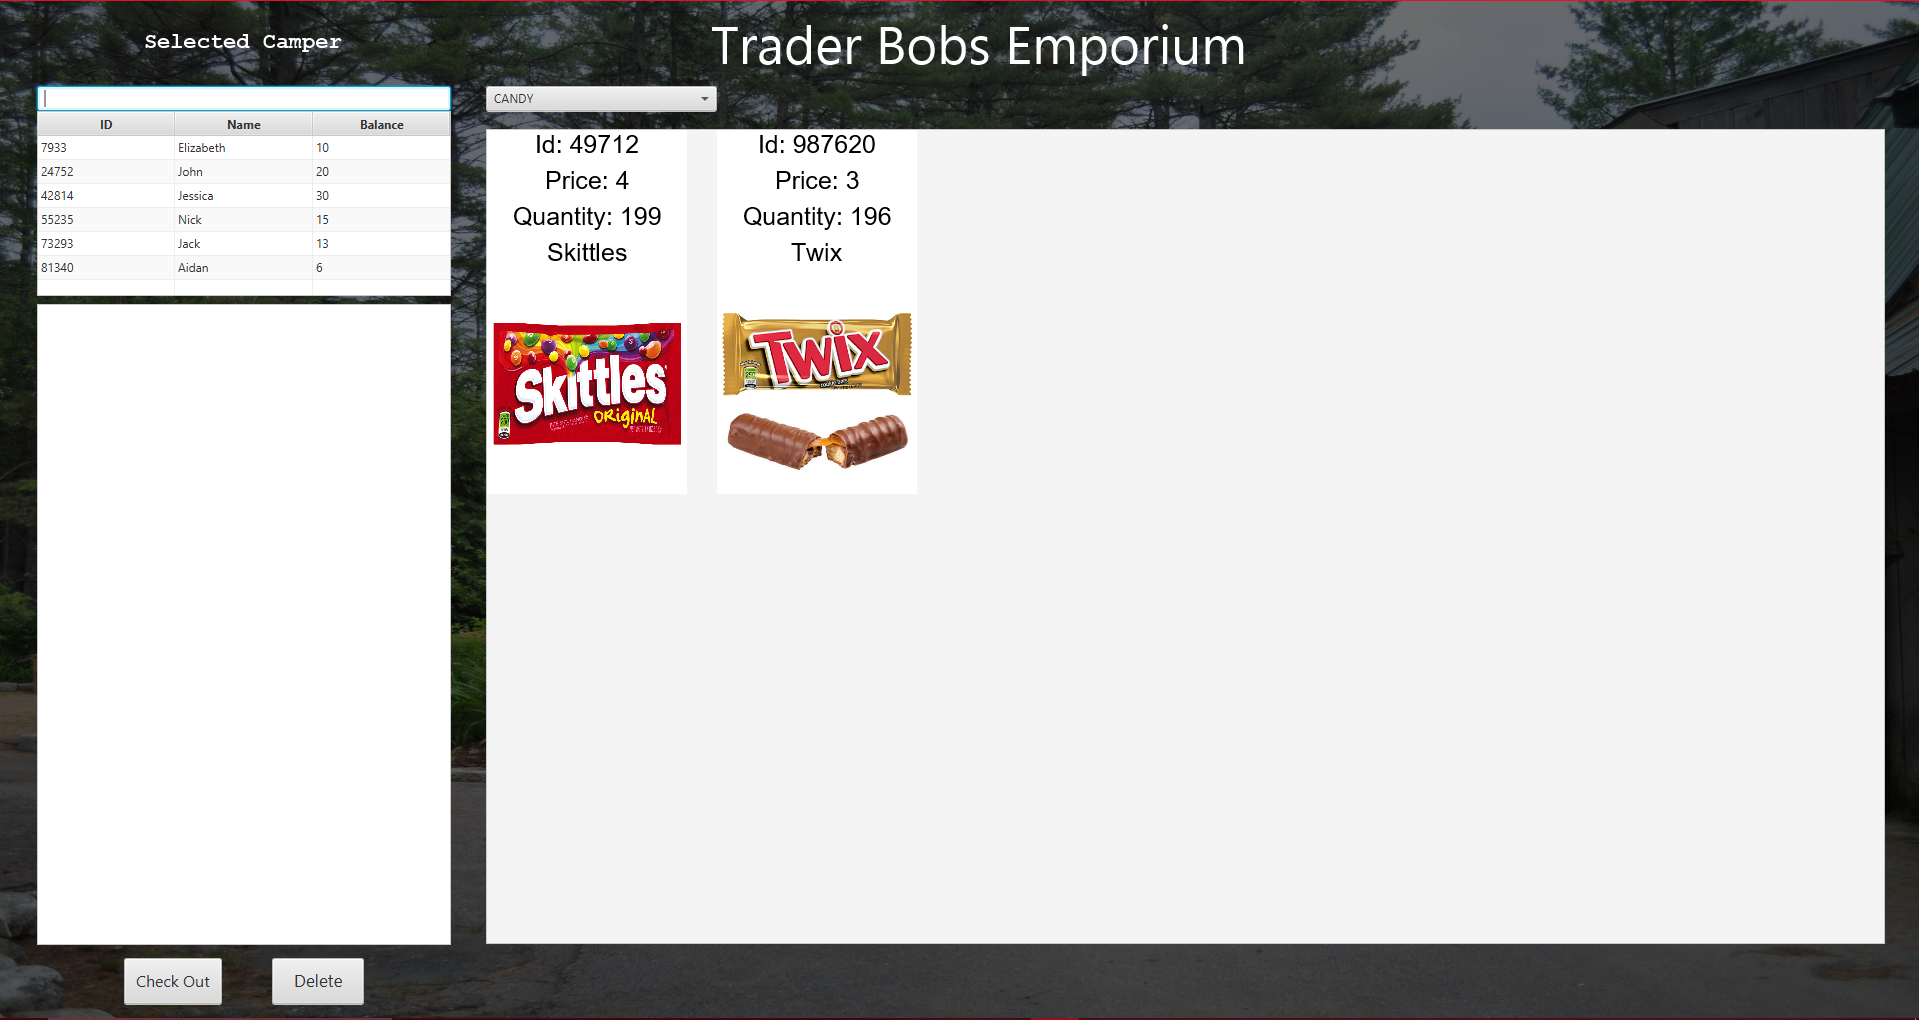 Selected Camper
Trader Bobs Emporium
CANDY
ID Name Balance
7933 Elizabeth 10
24752 John 20
42814 Jessica 30
55235 Nick 15
73293 Jack 13
81340 Aidan 6
Id: 49712
Price: 4
Quantity: 199
Skittles
Skittles
ORiginAL
Id: 987620
Price: 3
Quantity: 196
Twix
TWIX
Check Out
Delete